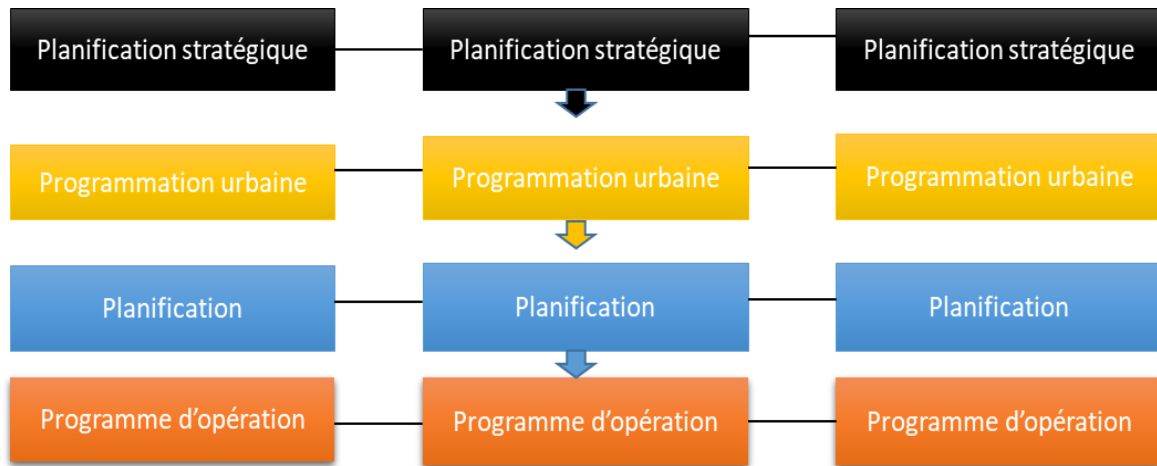 Planification stratégique
Planification stratégique
Planification stratégique
Programmation urbaine
Programmation urbaine
Programmation urbaine
Planification
Planification
Planification
Programme d'opération
Programme d'opération
Programme d'opération